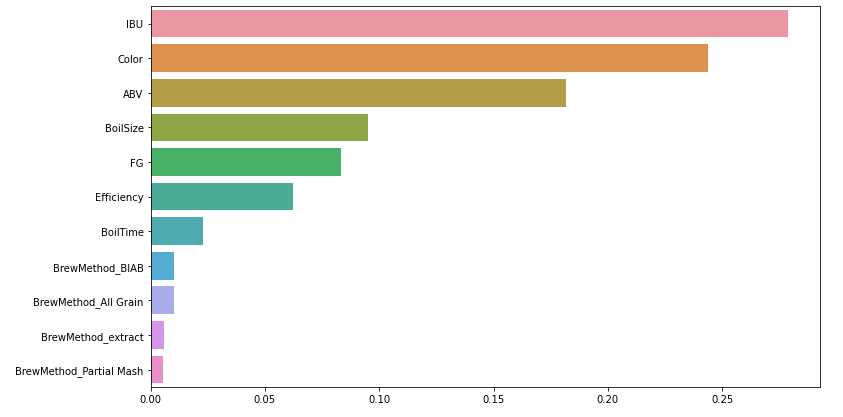 IBU
Color
ABV
BoilSize
FG
Efficiency
BoilTime
BrewMethod_BIAB
BrewMethod_All Grain
BrewMethod_extract
BrewMethod_Partial Mash
0.00 0.05 0.10 0.15 0.20 0.25